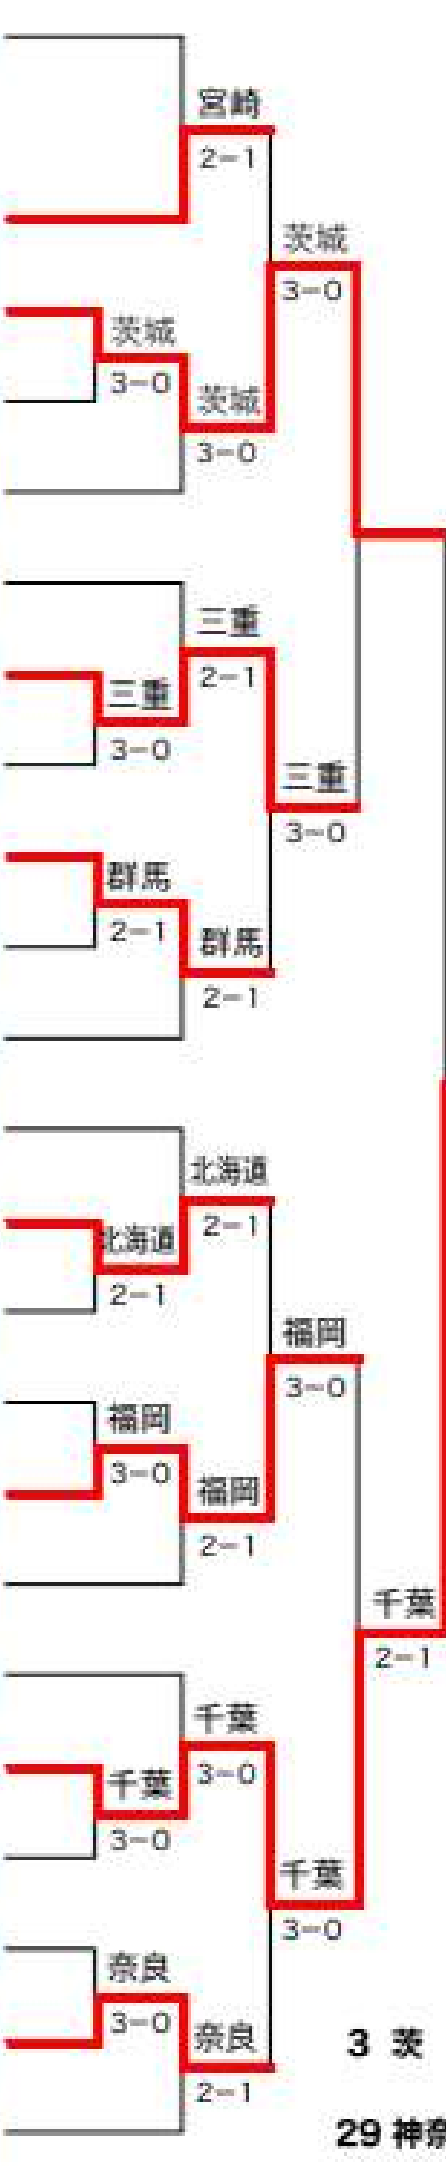 宮崎
2-1
茨城
3-0
茨城
3-0
茨城
3-0
三重
2-1
三重
3-0
三重
3-0
群馬
2-1
群馬
2-1
北海道
2-1
北海道
2-1
福岡
3-0
福岡
3-0
福岡
2-1
千葉
2-1
千葉
3-0
千葉
3-0
千葉
3-0
奈良
3-0
奈良
2-1
3 茨
29 神奈